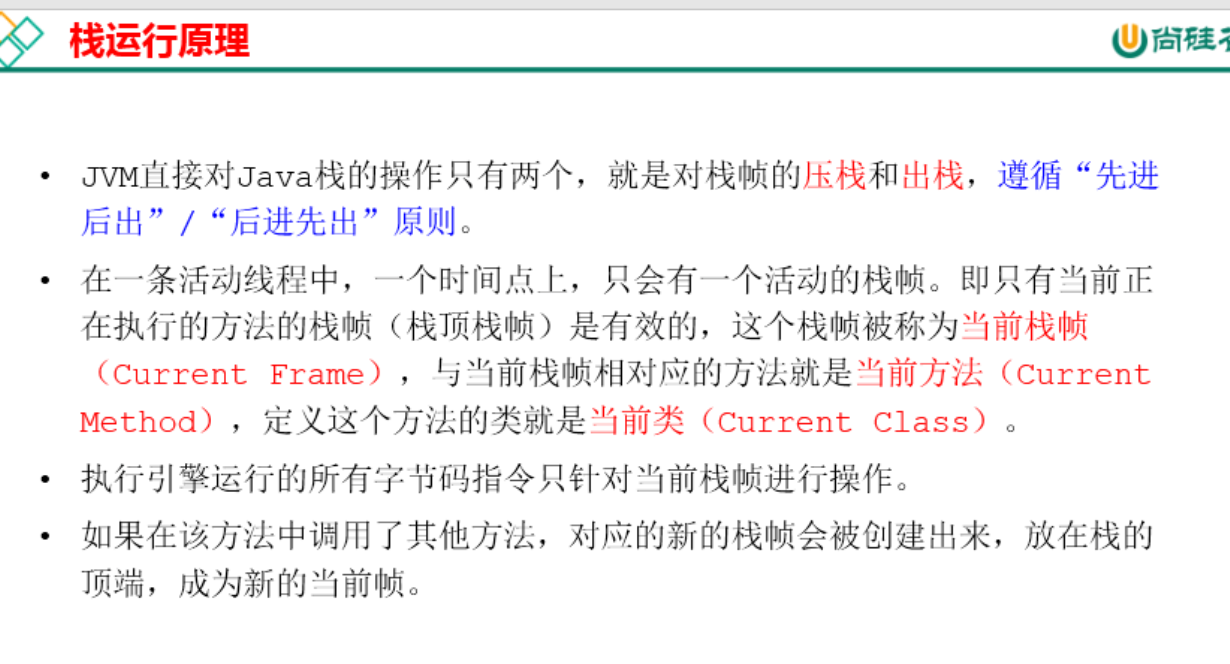 栈运行原理
尚硅
• JVM直接对Java栈的操作只有两个，就是对栈帧的压栈和出栈，遵循“先进
后出”/“后进先出”原则。
• 在一条活动线程中，一个时间点上，只会有一个活动的栈帧。即只有当前正
在执行的方法的栈帧（栈顶栈帧）是有效的，这个栈帧被称为当前栈帧
（Current Frame），与当前栈帧相对应的方法就是当前方法（Current
Method），定义这个方法的类就是当前类（Current Class）。
• 执行引擎运行的所有字节码指令只针对当前栈帧进行操作。
• 如果在该方法中调用了其他方法，对应的新的栈帧会被创建出来，放在栈的
顶端，成为新的当前帧。